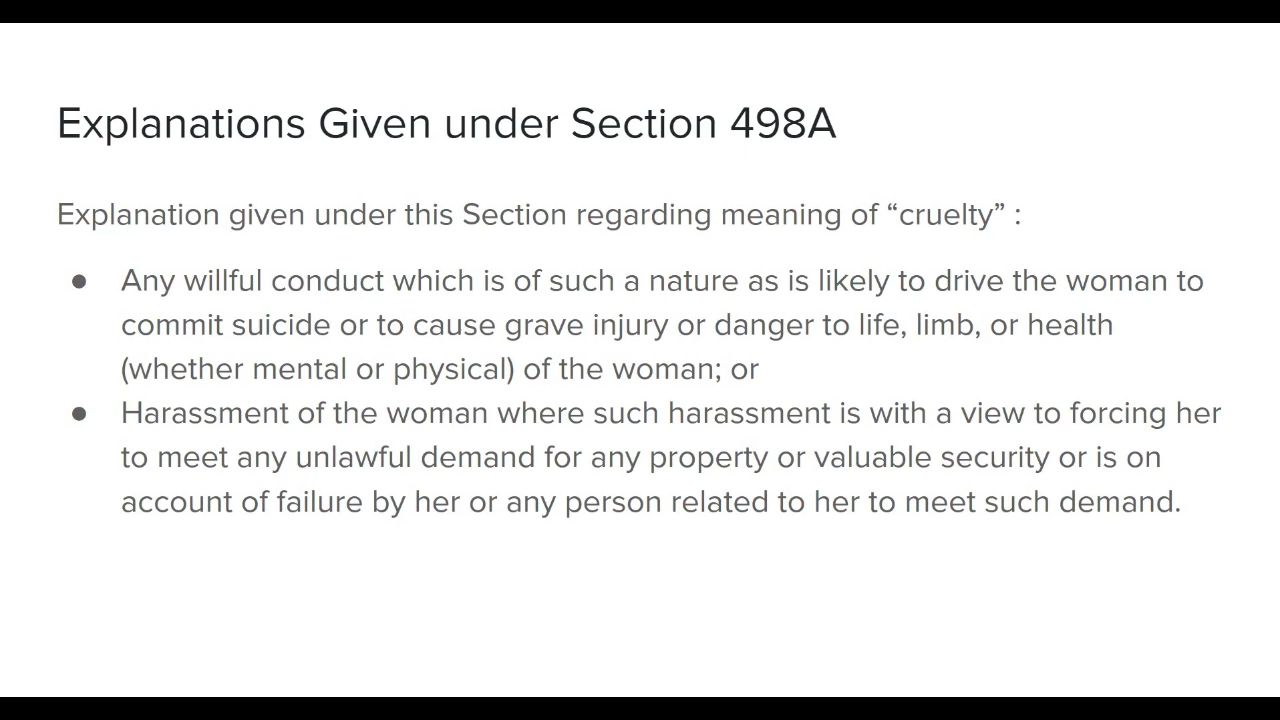 Explanations Given under Section 498A
Explanation given under this Section regarding meaning of “cruelty” :
● Any willful conduct which is of such a nature as is likely to drive the woman to
commit suicide or to cause grave injury or danger to life, limb, or health
(whether mental or physical) of the woman; or
● Harassment of the woman where such harassment is with a view to forcing her
to meet any unlawful demand for any property or valuable security or is on
account of failure by her or any person related to her to meet such demand.